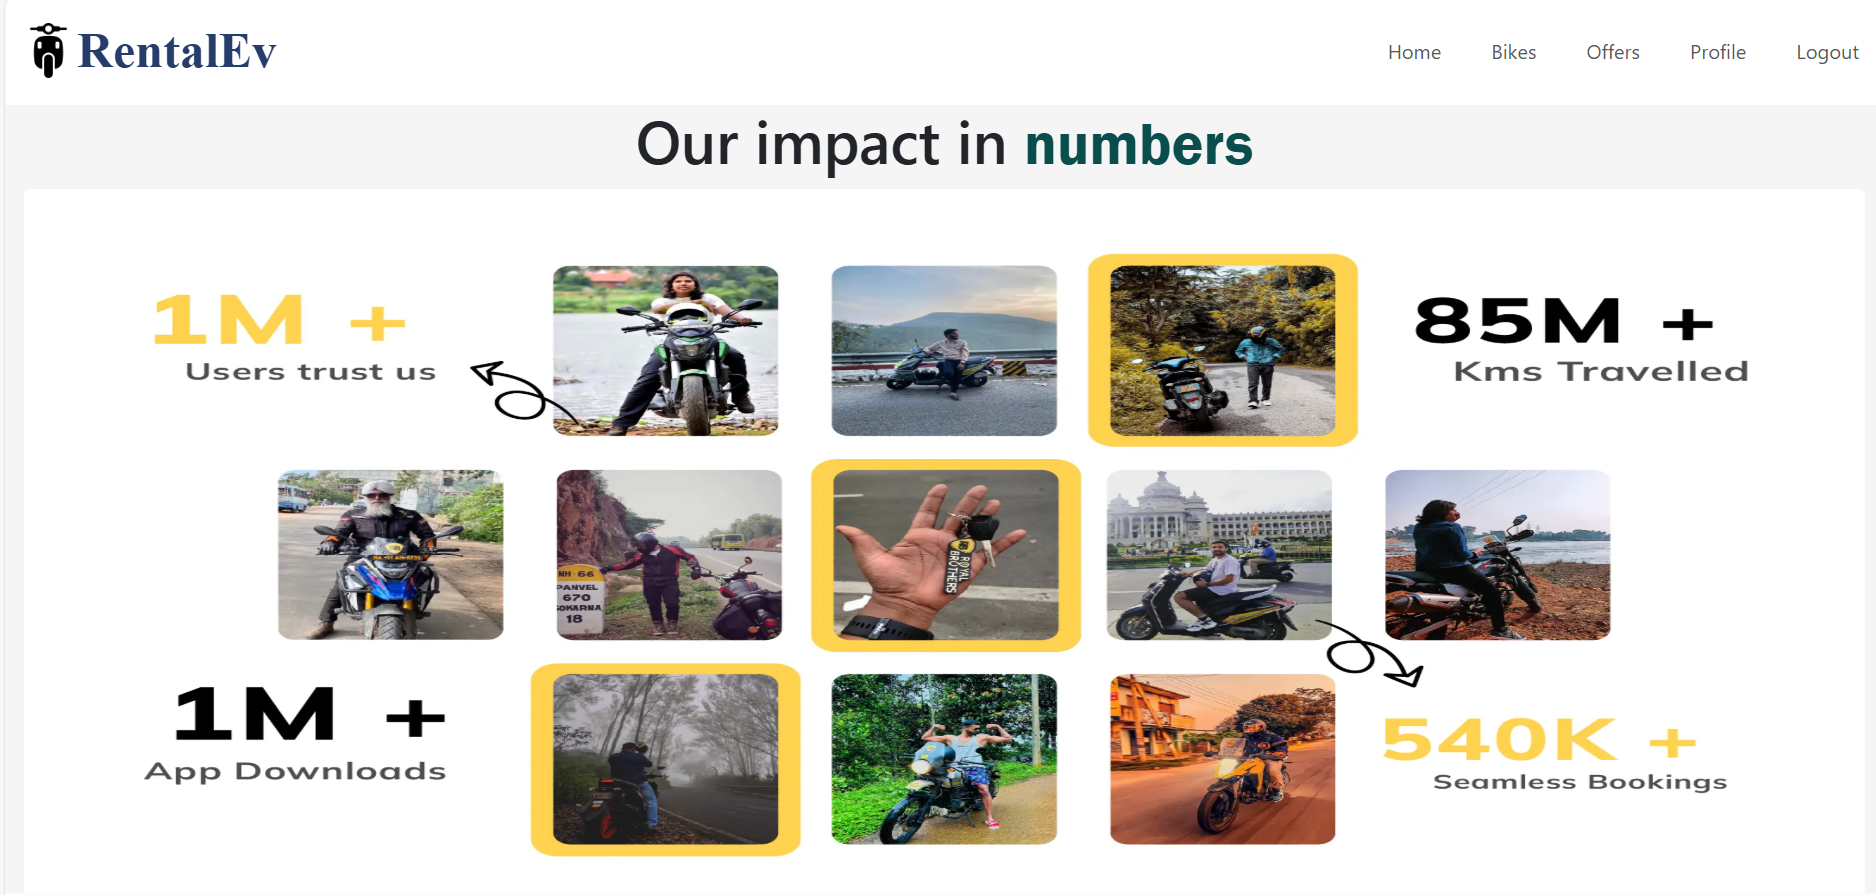 RentalEv
Home Bikes Offers Profile Logout
Our impact in numbers
1M +
Users trust us
85M +
Kms Travelled
NH-66
PANVEL
670
GOKARNA
18
ROYAL
BROTHERS
1M +
App Downloads
540K +
Seamless Bookings